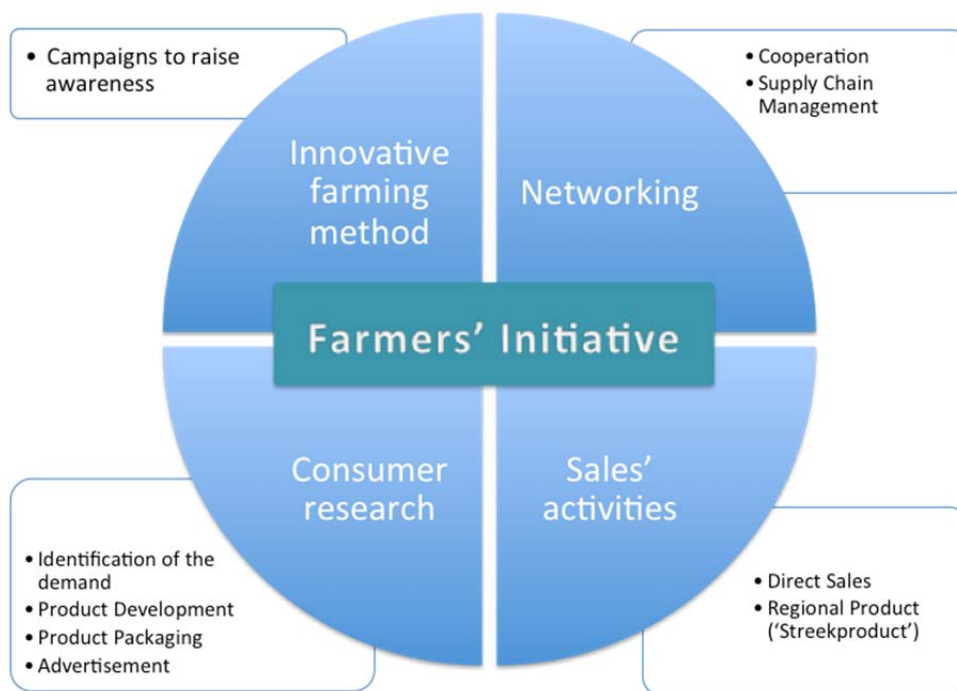 • Campaigns to raise
awareness
• Cooperation
• Supply Chain
Management
Innovative
farming
method
Networking
Farmers’ Initiative
Consumer
research
Sales’
activities
• Identification of the
demand
• Product Development
• Product Packaging
• Advertisement
• Direct Sales
• Regional Product
(‘Streekproduct’)